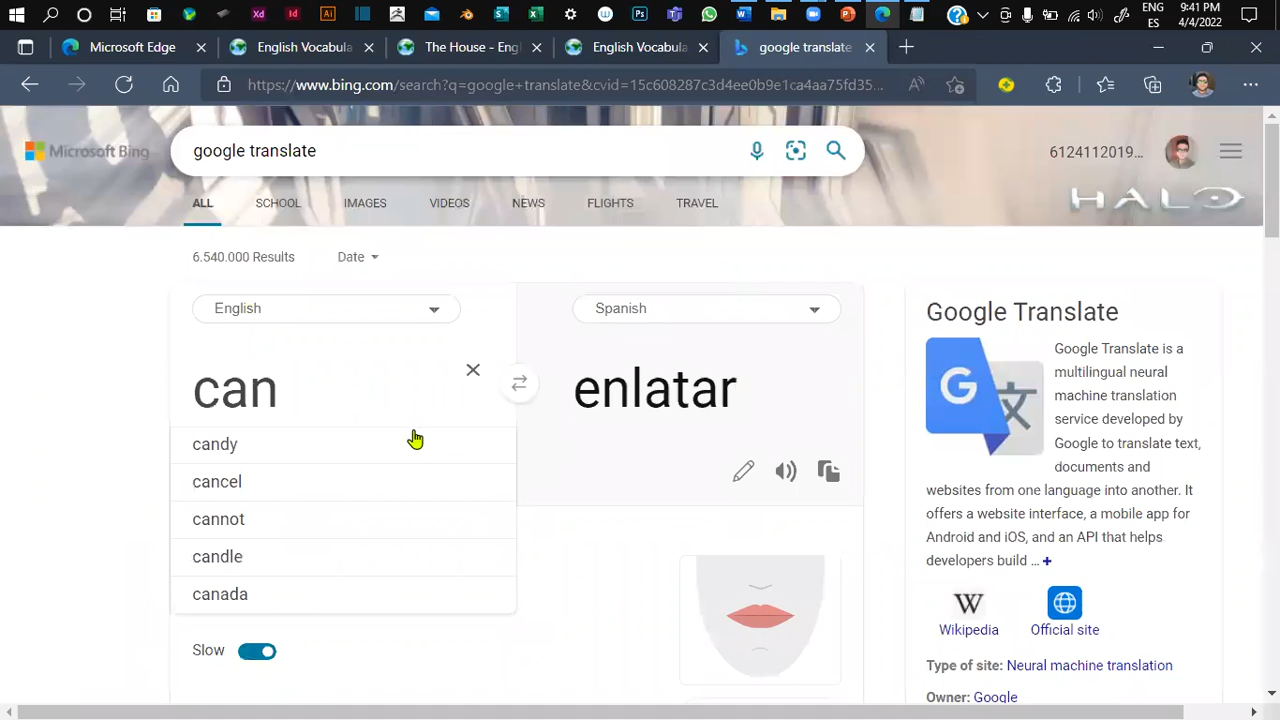 ENG
ES
9:41 PM
4/4/2022
Microsoft Edge
English Vocabula
The House - Engl
English Vocabula
google translate
https://www.bing.com/search?q=google+translate&cvid=15c608287c3d4ee0b9e1ca4aa75fd35...
Microsoft Bing
google translate
6124112019...
HALO
ALL
SCHOOL
IMAGES
VIDEOS
NEWS
FLIGHTS
TRAVEL
6.540.000 Results
Date
English
Spanish
can
enlatar
candy
cancel
cannot
candle
canada
Slow
Google Translate
Google Translate is a
multilingual neural
machine translation
service developed by
Google to translate text,
documents and
websites from one language into another. It
offers a website interface, a mobile app for
Android and iOS, and an API that helps
developers build ... +
Wikipedia
Official site
Type of site: Neural machine translation
Owner: Google